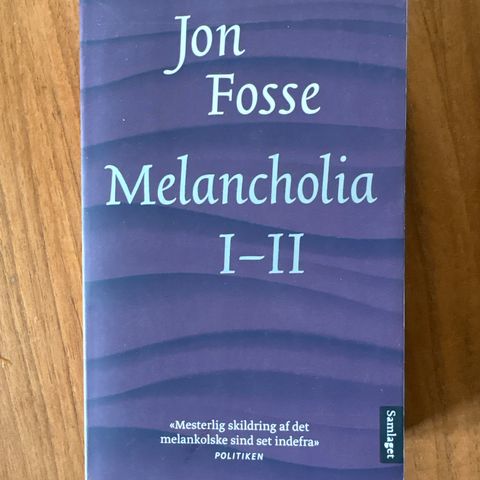 Jon
Fosse
Melancholia
I–II
«Mesterlig skildring af det
melankolske sind set indefra»
POLITIKEN
Samlaget